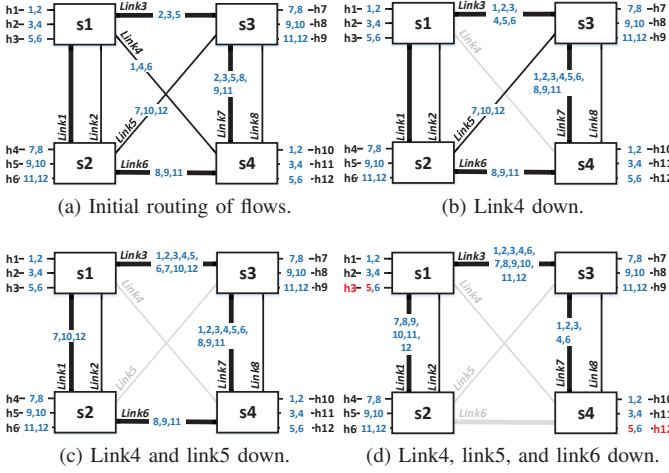 h1- 1,2
h2- 3,4
h3- 5,6
s1
Link3
2,3,5
s3
7,8 -h7
9,10 -h8
11,12 -h9
Link4
1,4,6
2,3,5,8,
9,11
7,10,12
Link1
Link2
Link5
Link7
Link8
h4- 7,8
h5- 9,10
h6- 11,12
s2
Link6
8,9,11
s4
1,2 -h10
3,4 -h11
5,6 -h12
(a) Initial routing of flows.
h1- 1,2
h2- 3,4
h3- 5,6
s1
Link3
1,2,3,
4,5,6
s3
7,8 -h7
9,10 -h8
11,12 -h9
Link4
1,2,3,4,5,6,
8,9,11
7,10,12
Link1
Link2
Link5
Link7
Link8
h4- 7,8
h5- 9,10
h6- 11,12
s2
Link6
8,9,11
s4
1,2 -h10
3,4 -h11
5,6 -h12
(b) Link4 down.
h1- 1,2
h2- 3,4
h3- 5,6
s1
Link3
1,2,3,4,5,
6,7,10,12
s3
7,8 -h7
9,10 -h8
11,12 -h9
Link4
7,10,12
1,2,3,4,5,6,
8,9,11
Link1
Link2
Link5
Link7
Link8
h4- 7,8
h5- 9,10
h6- 11,12
s2
Link6
8,9,11
s4
1,2 -h10
3,4 -h11
5,6 -h12
(c) Link4 and link5 down.
h1- 1,2
h2- 3,4
h3- 5,6
s1
Link3
1,2,3,4,6,
7,8,9,10,
11,12
s3
7,8 -h7
9,10 -h8
11,12 -h9
Link4
7,8,9,
10,11,
12
1,2,3,
4,6
Link1
Link2
Link5
Link7
Link8
h4- 7,8
h5- 9,10
h6- 11,12
s2
Link6
s4
1,2 -h10
3,4 -h11
5,6 -h12
(d) Link4, link5, and link6 down.